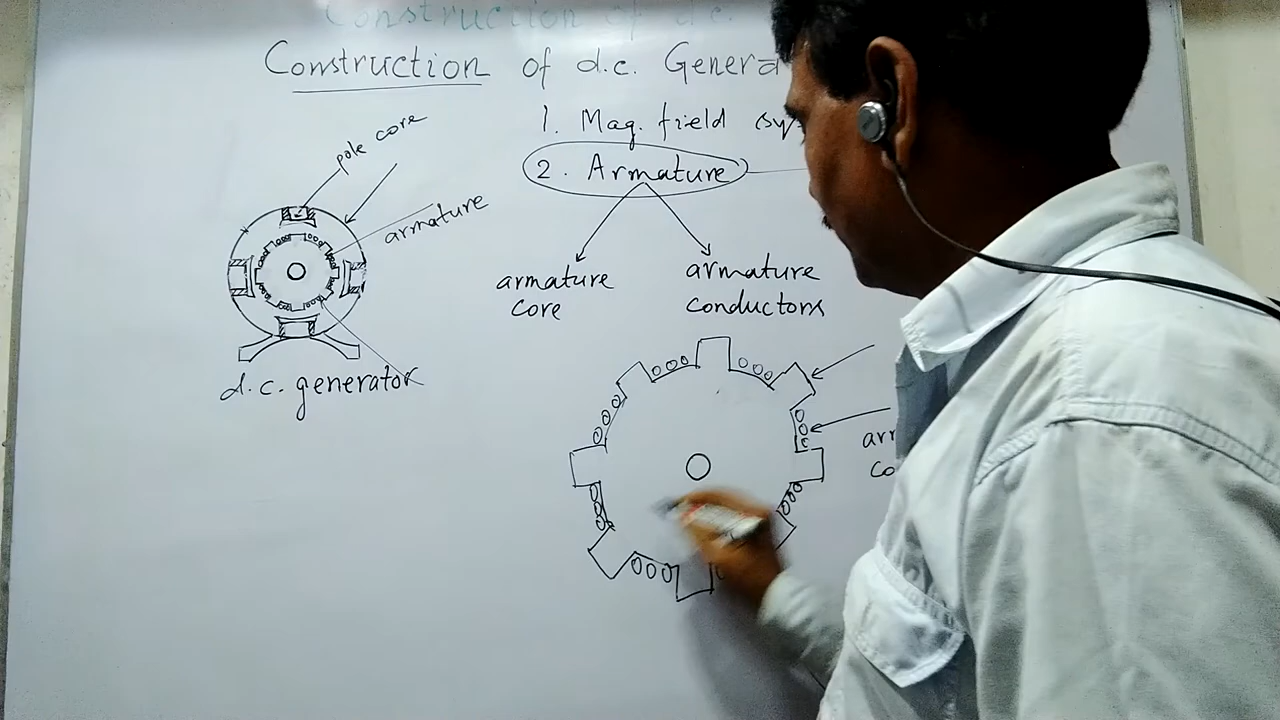 Construction of d.c.
Construction of d.c. Genera
1. Mag. field sys
2. Armature
pole core
armature
armature
core
armature
conductors
d.c. generator
arr
co